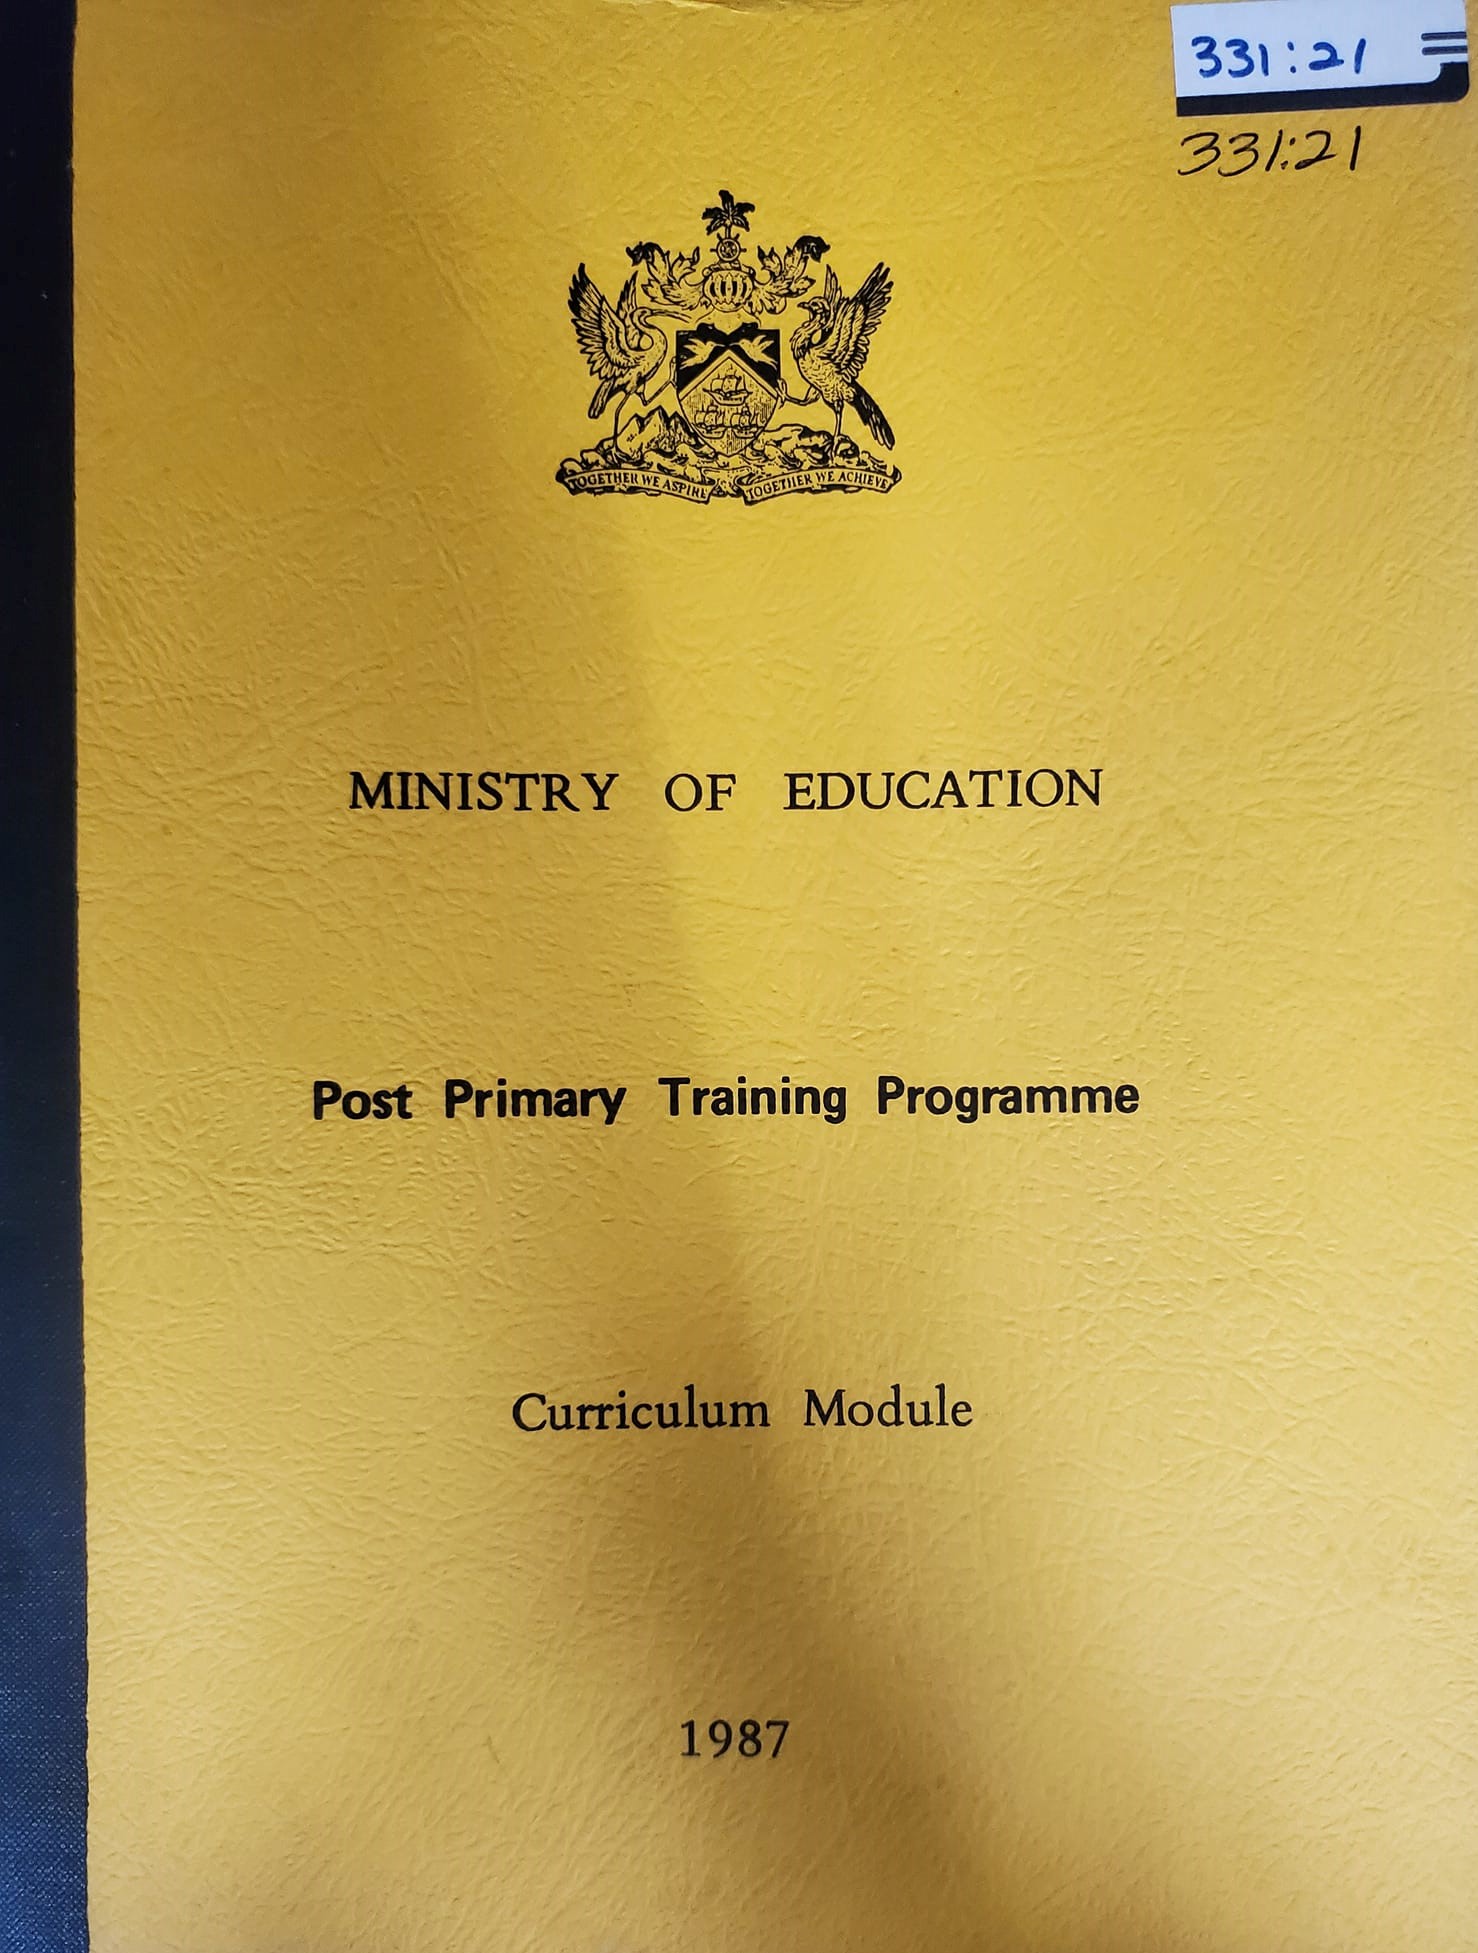 331:21
331:21
TOGETHER WE ASPIRE TOGETHER WE ACHIEVE
MINISTRY OF EDUCATION
Post Primary Training Programme
Curriculum Module
1987